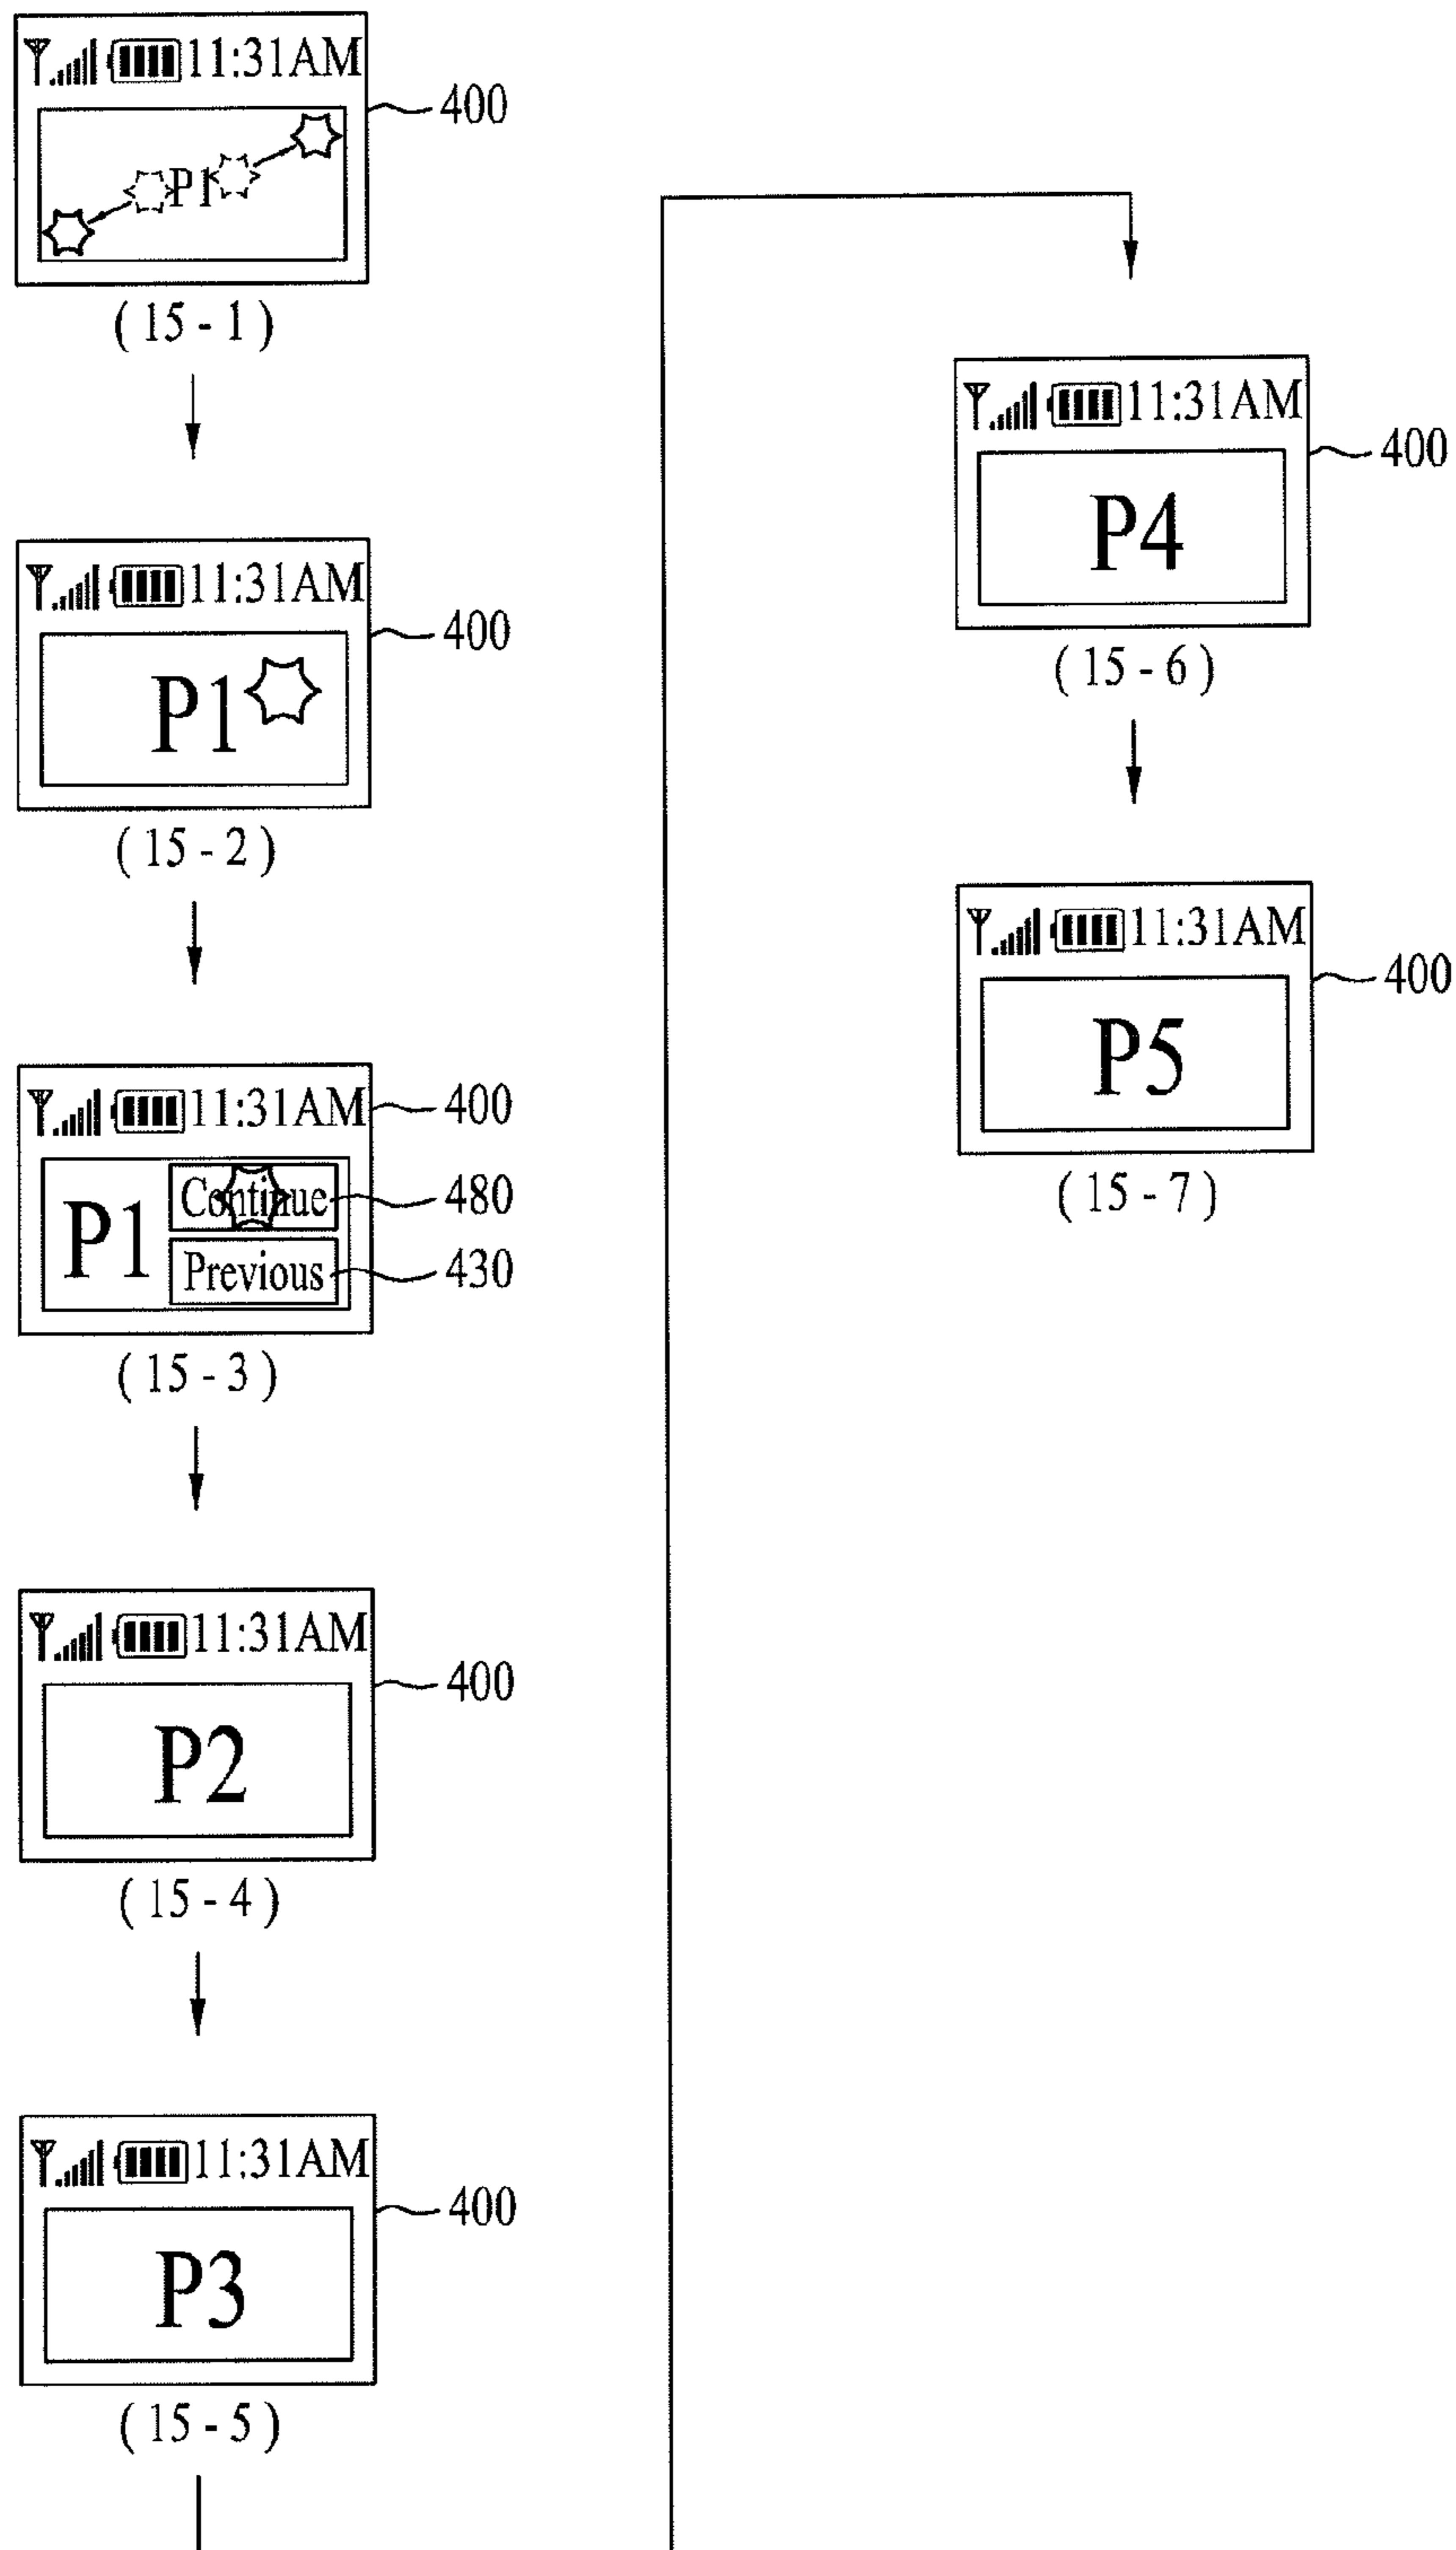 11:31AM
400
P1
( 15 - 1 )
11:31AM
400
P1
( 15 - 2 )
11:31AM
400
Continue
480
P1
Previous
430
( 15 - 3 )
11:31AM
400
P2
( 15 - 4 )
11:31AM
400
P3
( 15 - 5 )
11:31AM
400
P4
( 15 - 6 )
11:31AM
400
P5
( 15 - 7 )